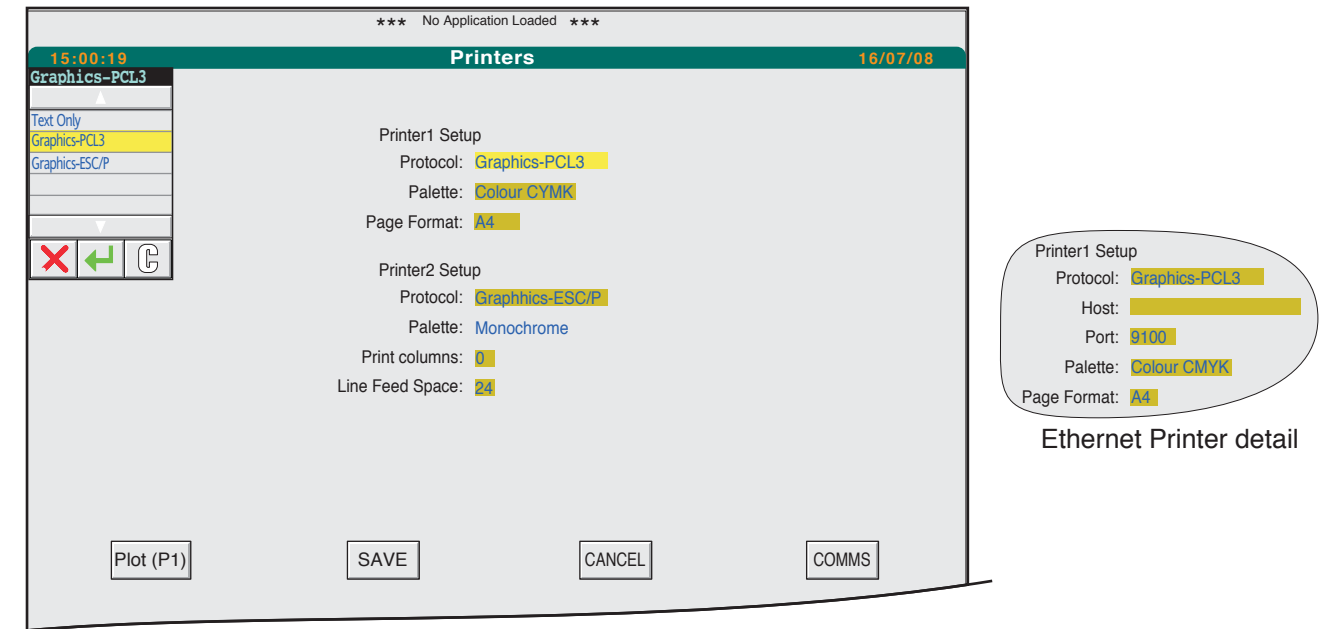 *** No Application Loaded ***
15:00:19 Printers 16/07/08
Graphics-PCL3
Text Only
Graphics-PCL3
Graphics-ESC/P
C
Printer1 Setup
Protocol: Graphics-PCL3
Palette: Colour CYMK
Page Format: A4
Printer2 Setup
Protocol: Graphhics-ESC/P
Palette: Monochrome
Print columns: 0
Line Feed Space: 24
Plot (P1) SAVE CANCEL COMMS
Printer1 Setup
Protocol: Graphics-PCL3
Host:
Port: 9100
Palette: Colour CMYK
Page Format: A4
Ethernet Printer detail